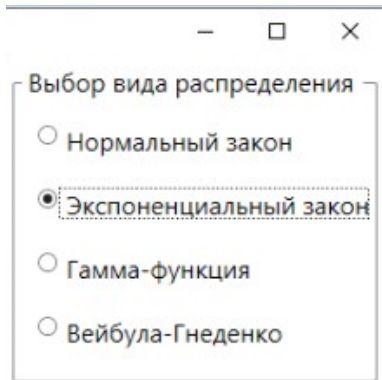 Выбор вида распределения
Нормальный закон
Экспоненциальный закон
Гамма-функция
Вейбула-Гнеденко